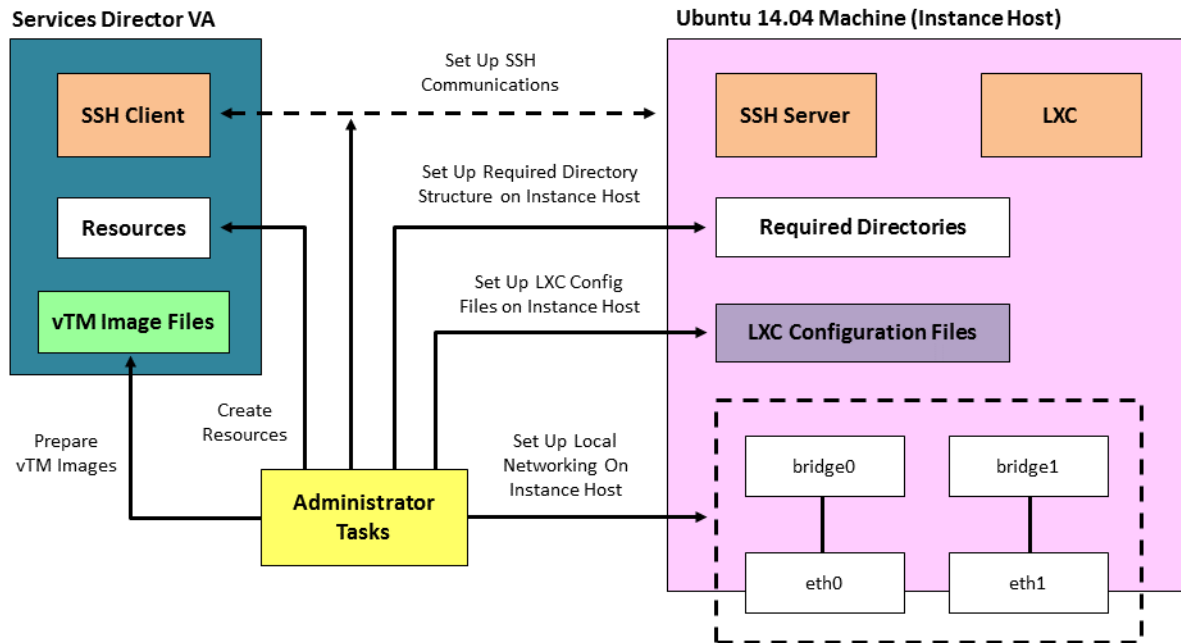 Services Director VA
Ubuntu 14.04 Machine (Instance Host)
Set Up SSH
Communications
SSH Client
SSH Server
LXC
Set Up Required Directory
Structure on Instance Host
Resources
Required Directories
Set Up LXC Config
Files on Instance Host
vTM Image Files
LXC Configuration Files
Create
Resources
Prepare
vTM Images
Set Up Local
Networking On
Instance Host
Administrator
Tasks
bridge0
bridge1
eth0
eth1